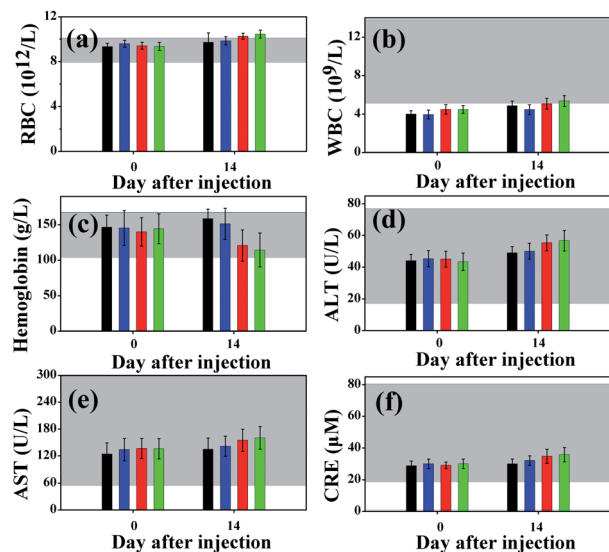 (a)
RBC (10¹²/L)
12
8
4
0
0
14
Day after injection
(b)
WBC (10⁹/L)
12
8
4
0
0
14
Day after injection
(c)
Hemoglobin (g/L)
150
100
50
0
0
14
Day after injection
(d)
ALT (U/L)
80
60
40
20
0
0
14
Day after injection
(e)
AST (U/L)
300
240
180
120
60
0
0
14
Day after injection
(f)
CRE (µM)
80
60
40
20
0
0
14
Day after injection